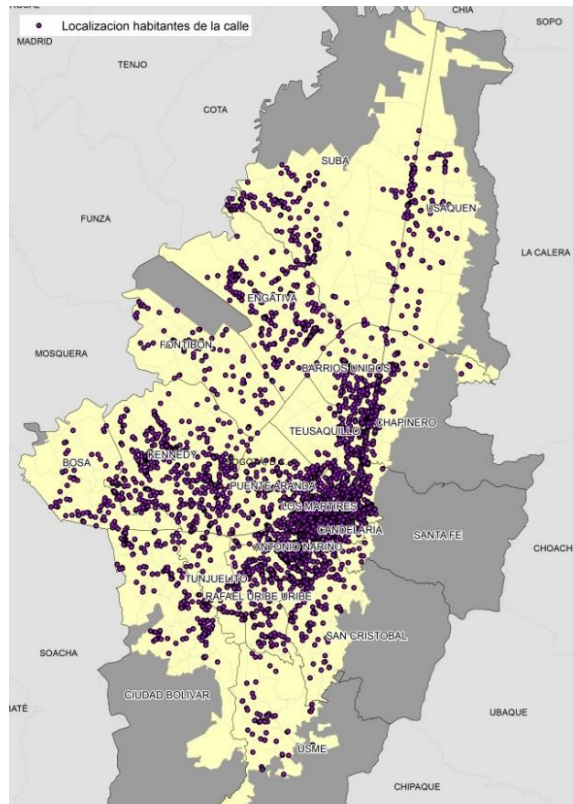 CHIA
SOPO
Localizacion habitantes de la calle
MADRID
TENJO
COTA
SUBA
USAQUEN
FUNZA
LA CALERA
ENGATIVA
FONTIBON
MOSQUERA
BARRIOS UNIDOS
CHAPINERO
TEUSAQUILLO
KENNEDY
BOSA
PUENTE ARANDA
LOS MARTIRES
CANDELARIA
SANTA FE
ANTONIO NARIÑO
CHOACH
TUNJUELITO
RAFAEL URIBE URIBE
SAN CRISTOBAL
SOACHA
CIUDAD BOLIVAR
UBAQUE
USME
CHIPAQUE